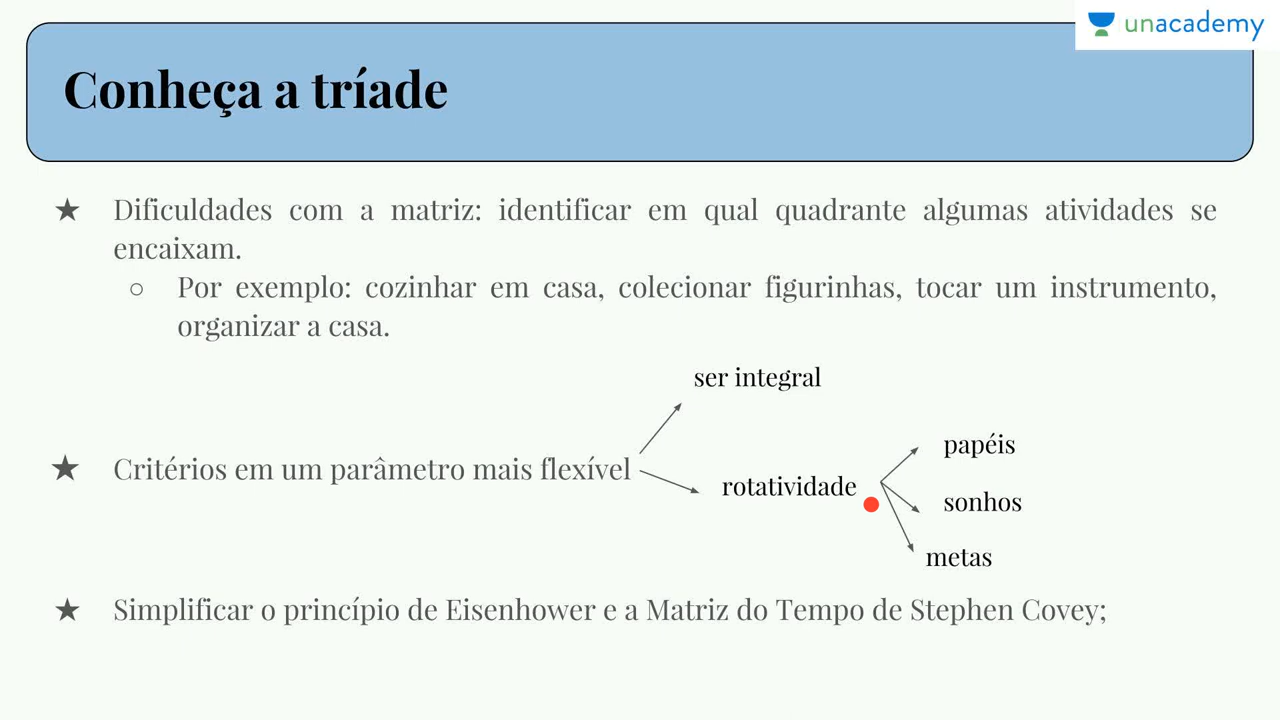 unacademy
Conheça a tríade
★ Dificuldades com a matriz: identificar em qual quadrante algumas atividades se
encaixam.
○ Por exemplo: cozinhar em casa, colecionar figurinhas, tocar um instrumento,
organizar a casa.
ser integral
★ Critérios em um parâmetro mais flexível
rotatividade
papéis
sonhos
metas
★ Simplificar o princípio de Eisenhower e a Matriz do Tempo de Stephen Covey;